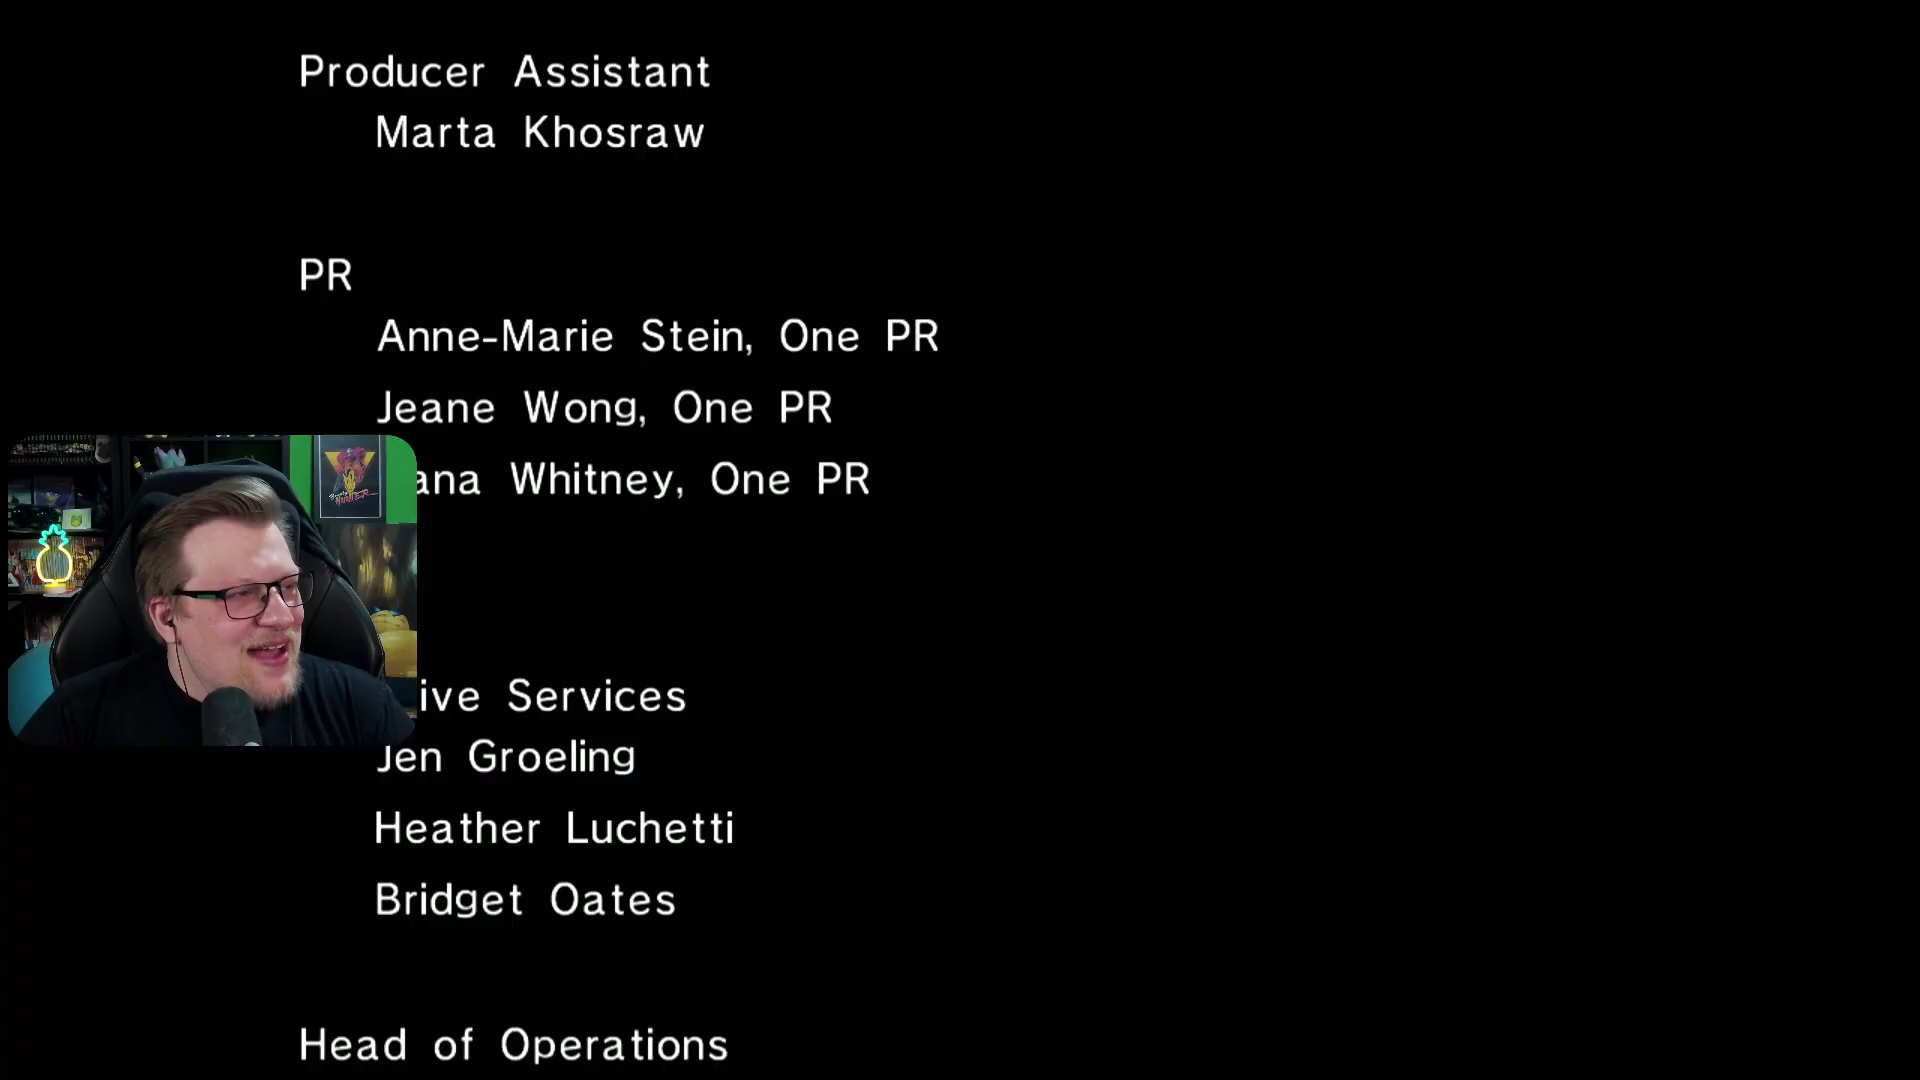 Producer Assistant
Marta Khosraw
PR
Anne-Marie Stein, One PR
Jeane Wong, One PR
Whitney, One PR
Services
Jen Groeling
Heather Luchetti
Bridget Oates
Head of Operations